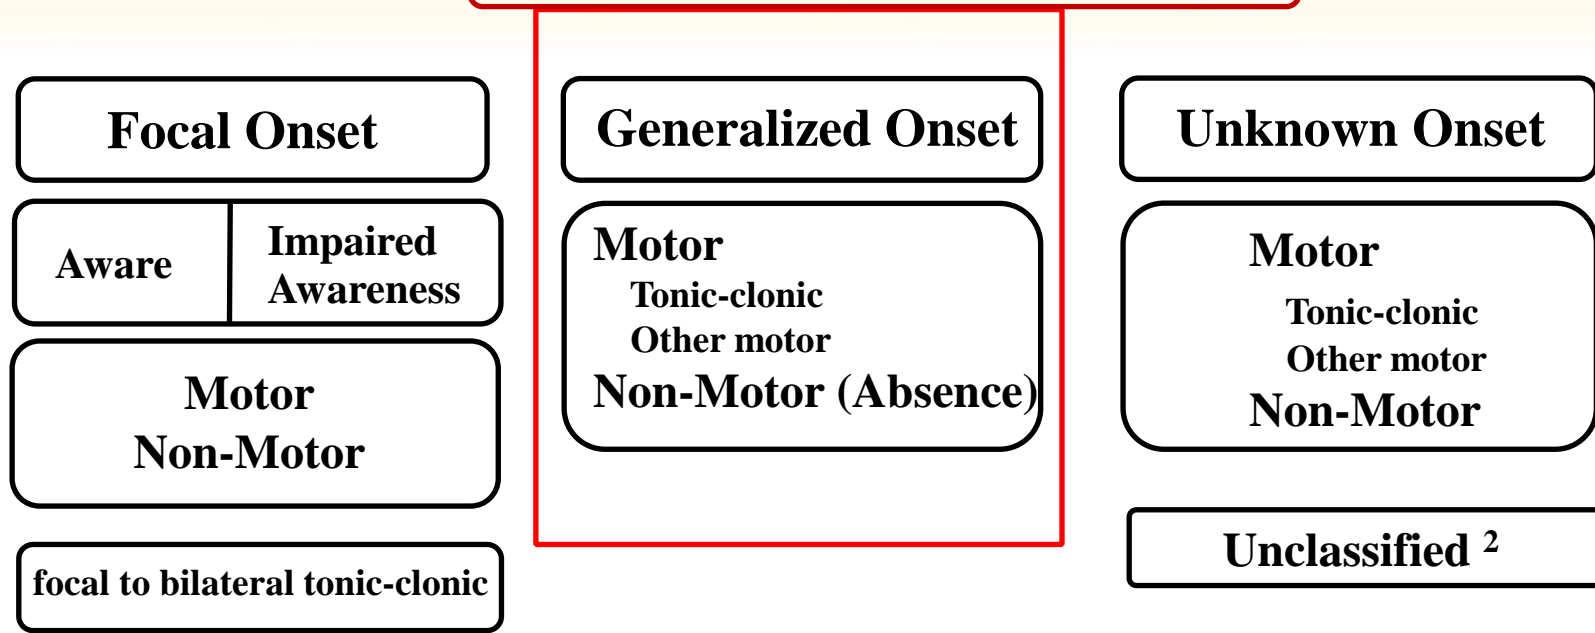 Focal Onset
Aware
Impaired
Awareness
Motor
Non-Motor
focal to bilateral tonic-clonic
Generalized Onset
Motor
Tonic-clonic
Other motor
Non-Motor (Absence)
Unknown Onset
Motor
Tonic-clonic
Other motor
Non-Motor
Unclassified ²